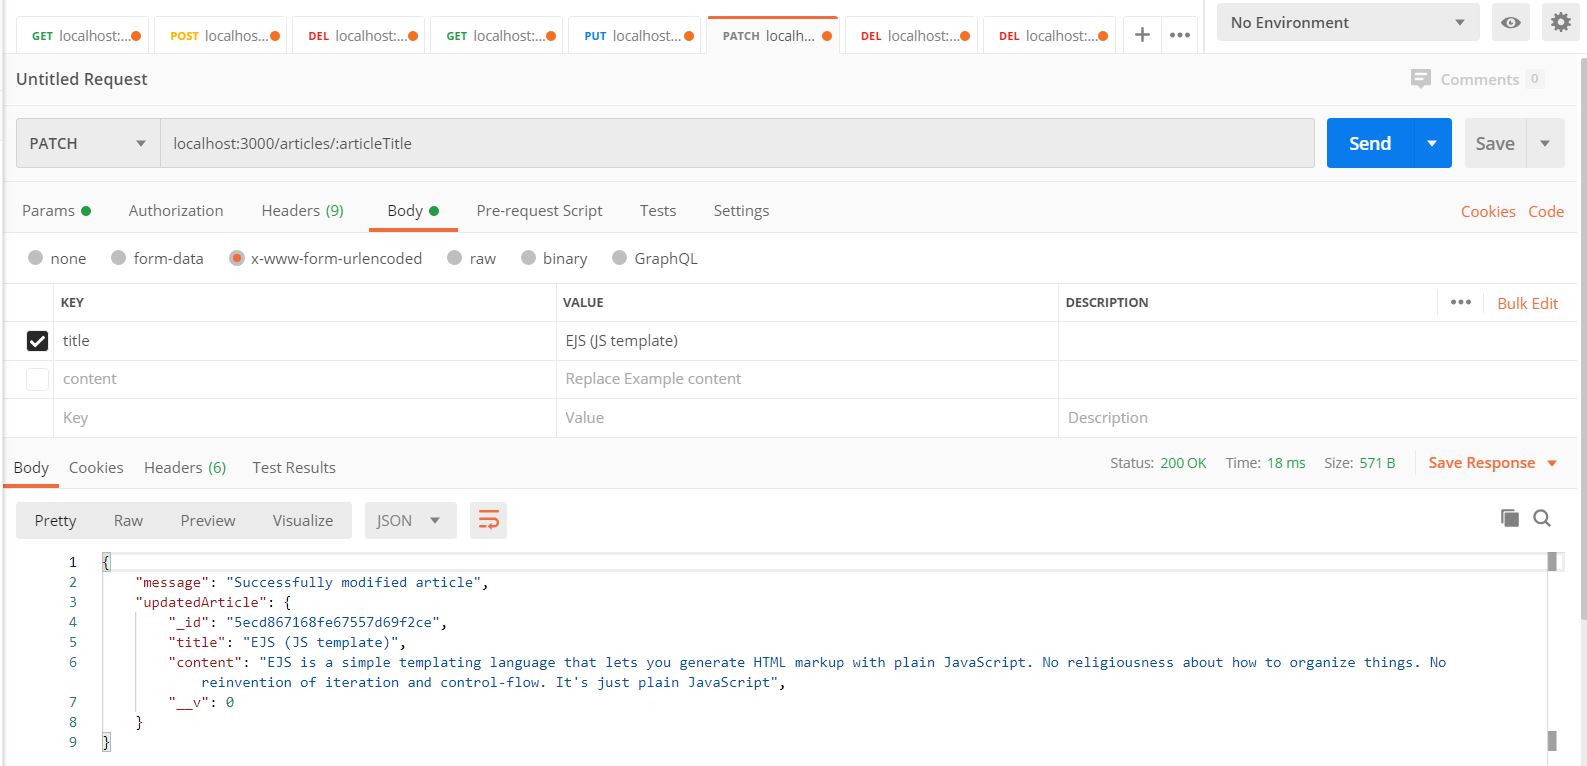 GET localhost:... POST localhos... DEL localhost:... GET localhost:... PUT localhost... PATCH localh... DEL localhost:... DEL localhost:... + ••• No Environment
Untitled Request Comments 0
PATCH localhost:3000/articles/:articleTitle Send Save
Params Authorization Headers (9) Body Pre-request Script Tests Settings Cookies Code
none form-data x-www-form-urlencoded raw binary GraphQL
KEY VALUE DESCRIPTION ••• Bulk Edit
title EJS (JS template)
content Replace Example content
Key Value Description
Body Cookies Headers (6) Test Results Status: 200 OK Time: 18 ms Size: 571 B Save Response
Pretty Raw Preview Visualize JSON
1 {
2 "message": "Successfully modified article",
3 "updatedArticle": {
4 "_id": "5ecd867168fe67557d69f2ce",
5 "title": "EJS (JS template)",
6 "content": "EJS is a simple templating language that lets you generate HTML markup with plain JavaScript. No religiousness about how to organize things. No
reinvention of iteration and control-flow. It's just plain JavaScript",
7 "__v": 0
8 }
9 }